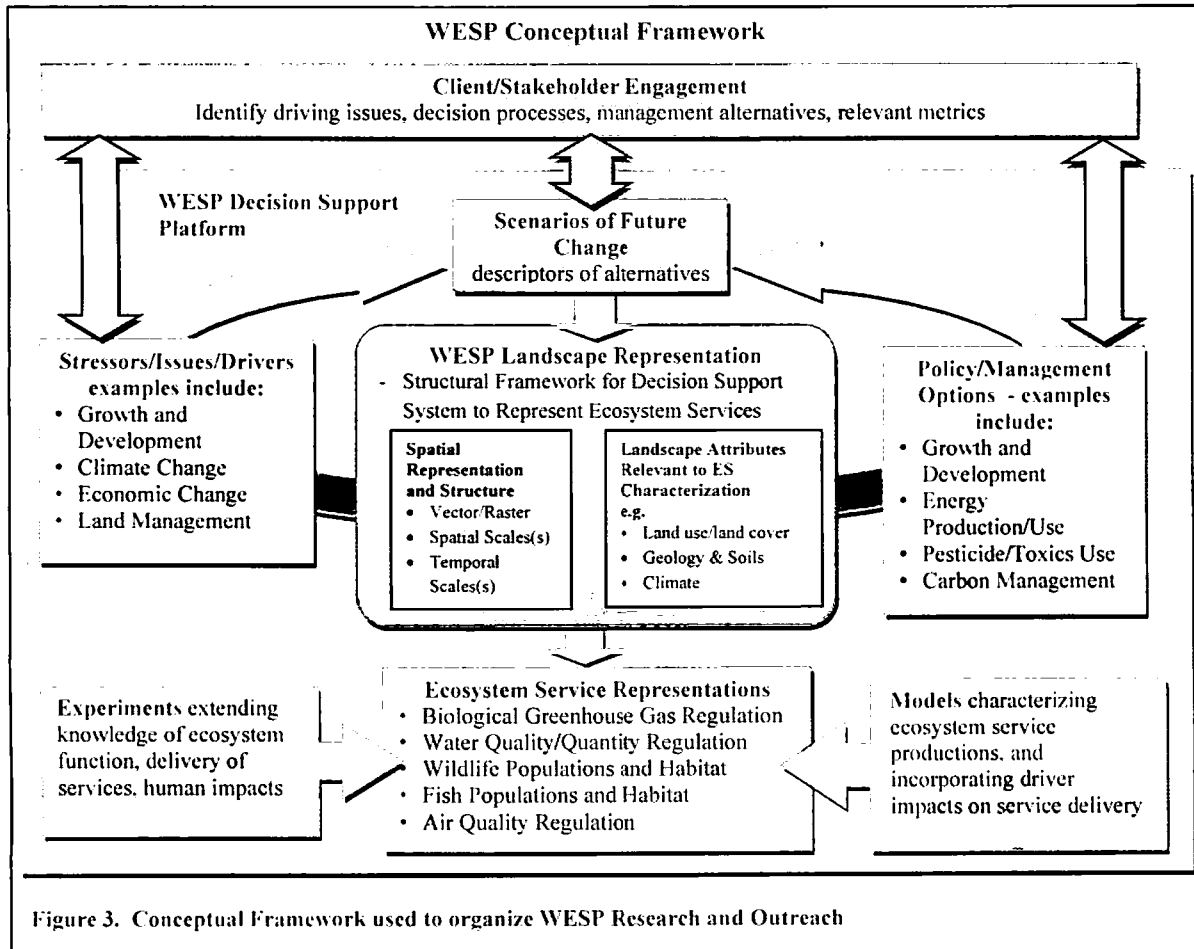 WESP Conceptual Framework
Client/Stakeholder Engagement
Identify driving issues, decision processes, management alternatives, relevant metrics
WESP Decision Support
Platform
Scenarios of Future
Change
descriptors of alternatives
Stressors/Issues/Drivers
examples include:
• Growth and
Development
• Climate Change
• Economic Change
• Land Management
WESP Landscape Representation
- Structural Framework for Decision Support
System to Represent Ecosystem Services
Spatial
Representation
and Structure
• Vector/Raster
• Spatial Scales(s)
• Temporal
Scales(s)
Landscape Attributes
Relevant to ES
Characterization
e.g.
• Land use/land cover
• Geology & Soils
• Climate
Policy/Management
Options - examples
include:
• Growth and
Development
• Energy
Production/Use
• Pesticide/Toxics Use
• Carbon Management
Experiments extending
knowledge of ecosystem
function, delivery of
services, human impacts
Ecosystem Service Representations
• Biological Greenhouse Gas Regulation
• Water Quality/Quantity Regulation
• Wildlife Populations and Habitat
• Fish Populations and Habitat
• Air Quality Regulation
Models characterizing
ecosystem service
productions, and
incorporating driver
impacts on service delivery
Figure 3. Conceptual Framework used to organize WESP Research and Outreach